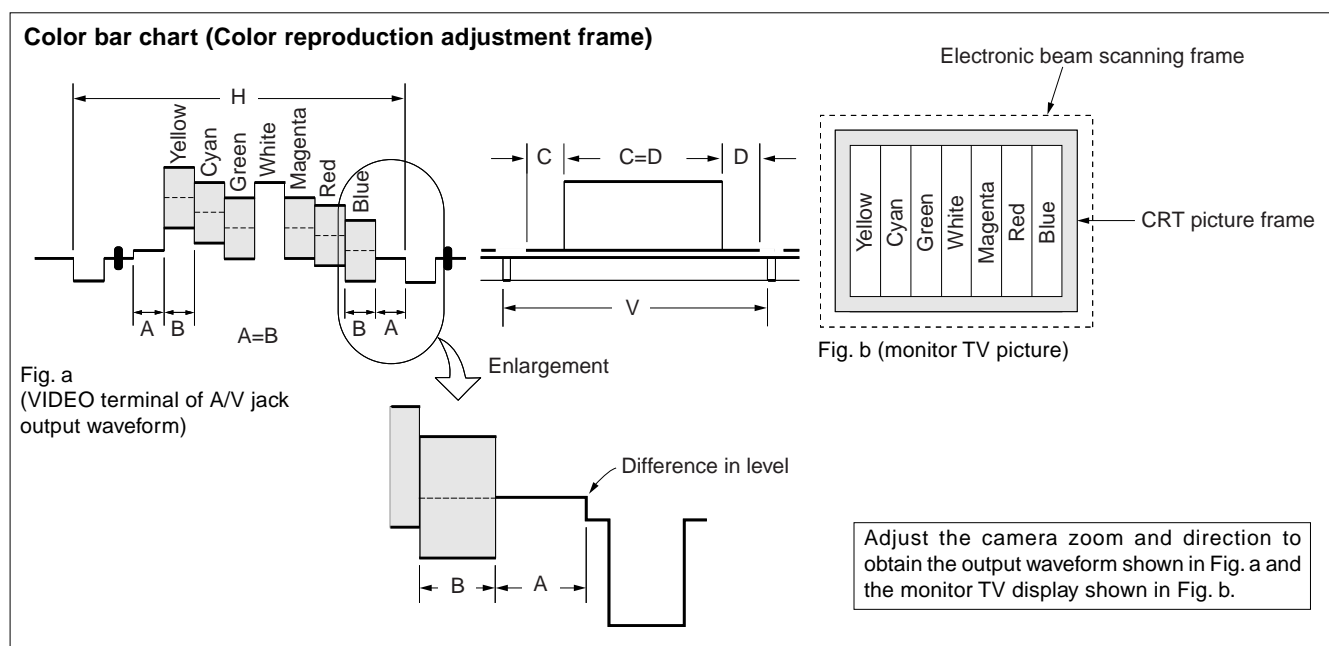 Color bar chart (Color reproduction adjustment frame)
H
Yellow
Cyan
Green
White
Magenta
Red
Blue
A
B
A=B
B
A
Fig. a
(VIDEO terminal of A/V jack
output waveform)
C
C=D
D
V
Electronic beam scanning frame
Yellow
Cyan
Green
White
Magenta
Red
Blue
CRT picture frame
Fig. b (monitor TV picture)
Enlargement
Difference in level
B
A
Adjust the camera zoom and direction to
obtain the output waveform shown in Fig. a and
the monitor TV display shown in Fig. b.